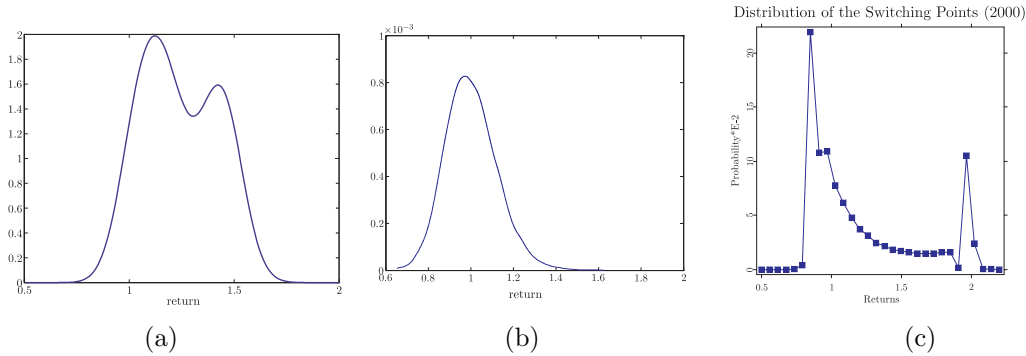 Distribution of the Switching Points (2000)
2
1.8
1.6
1.4
1.2
1
0.8
0.6
0.4
0.2
0
0.5 1 1.5 2
return
(a)
×10⁻³
1
0.8
0.6
0.4
0.2
0
0.6 0.8 1 1.2 1.4 1.6 1.8 2
return
(b)
Probability*E-2
20
15
10
5
0
0.5 1 1.5 2
Returns
(c)